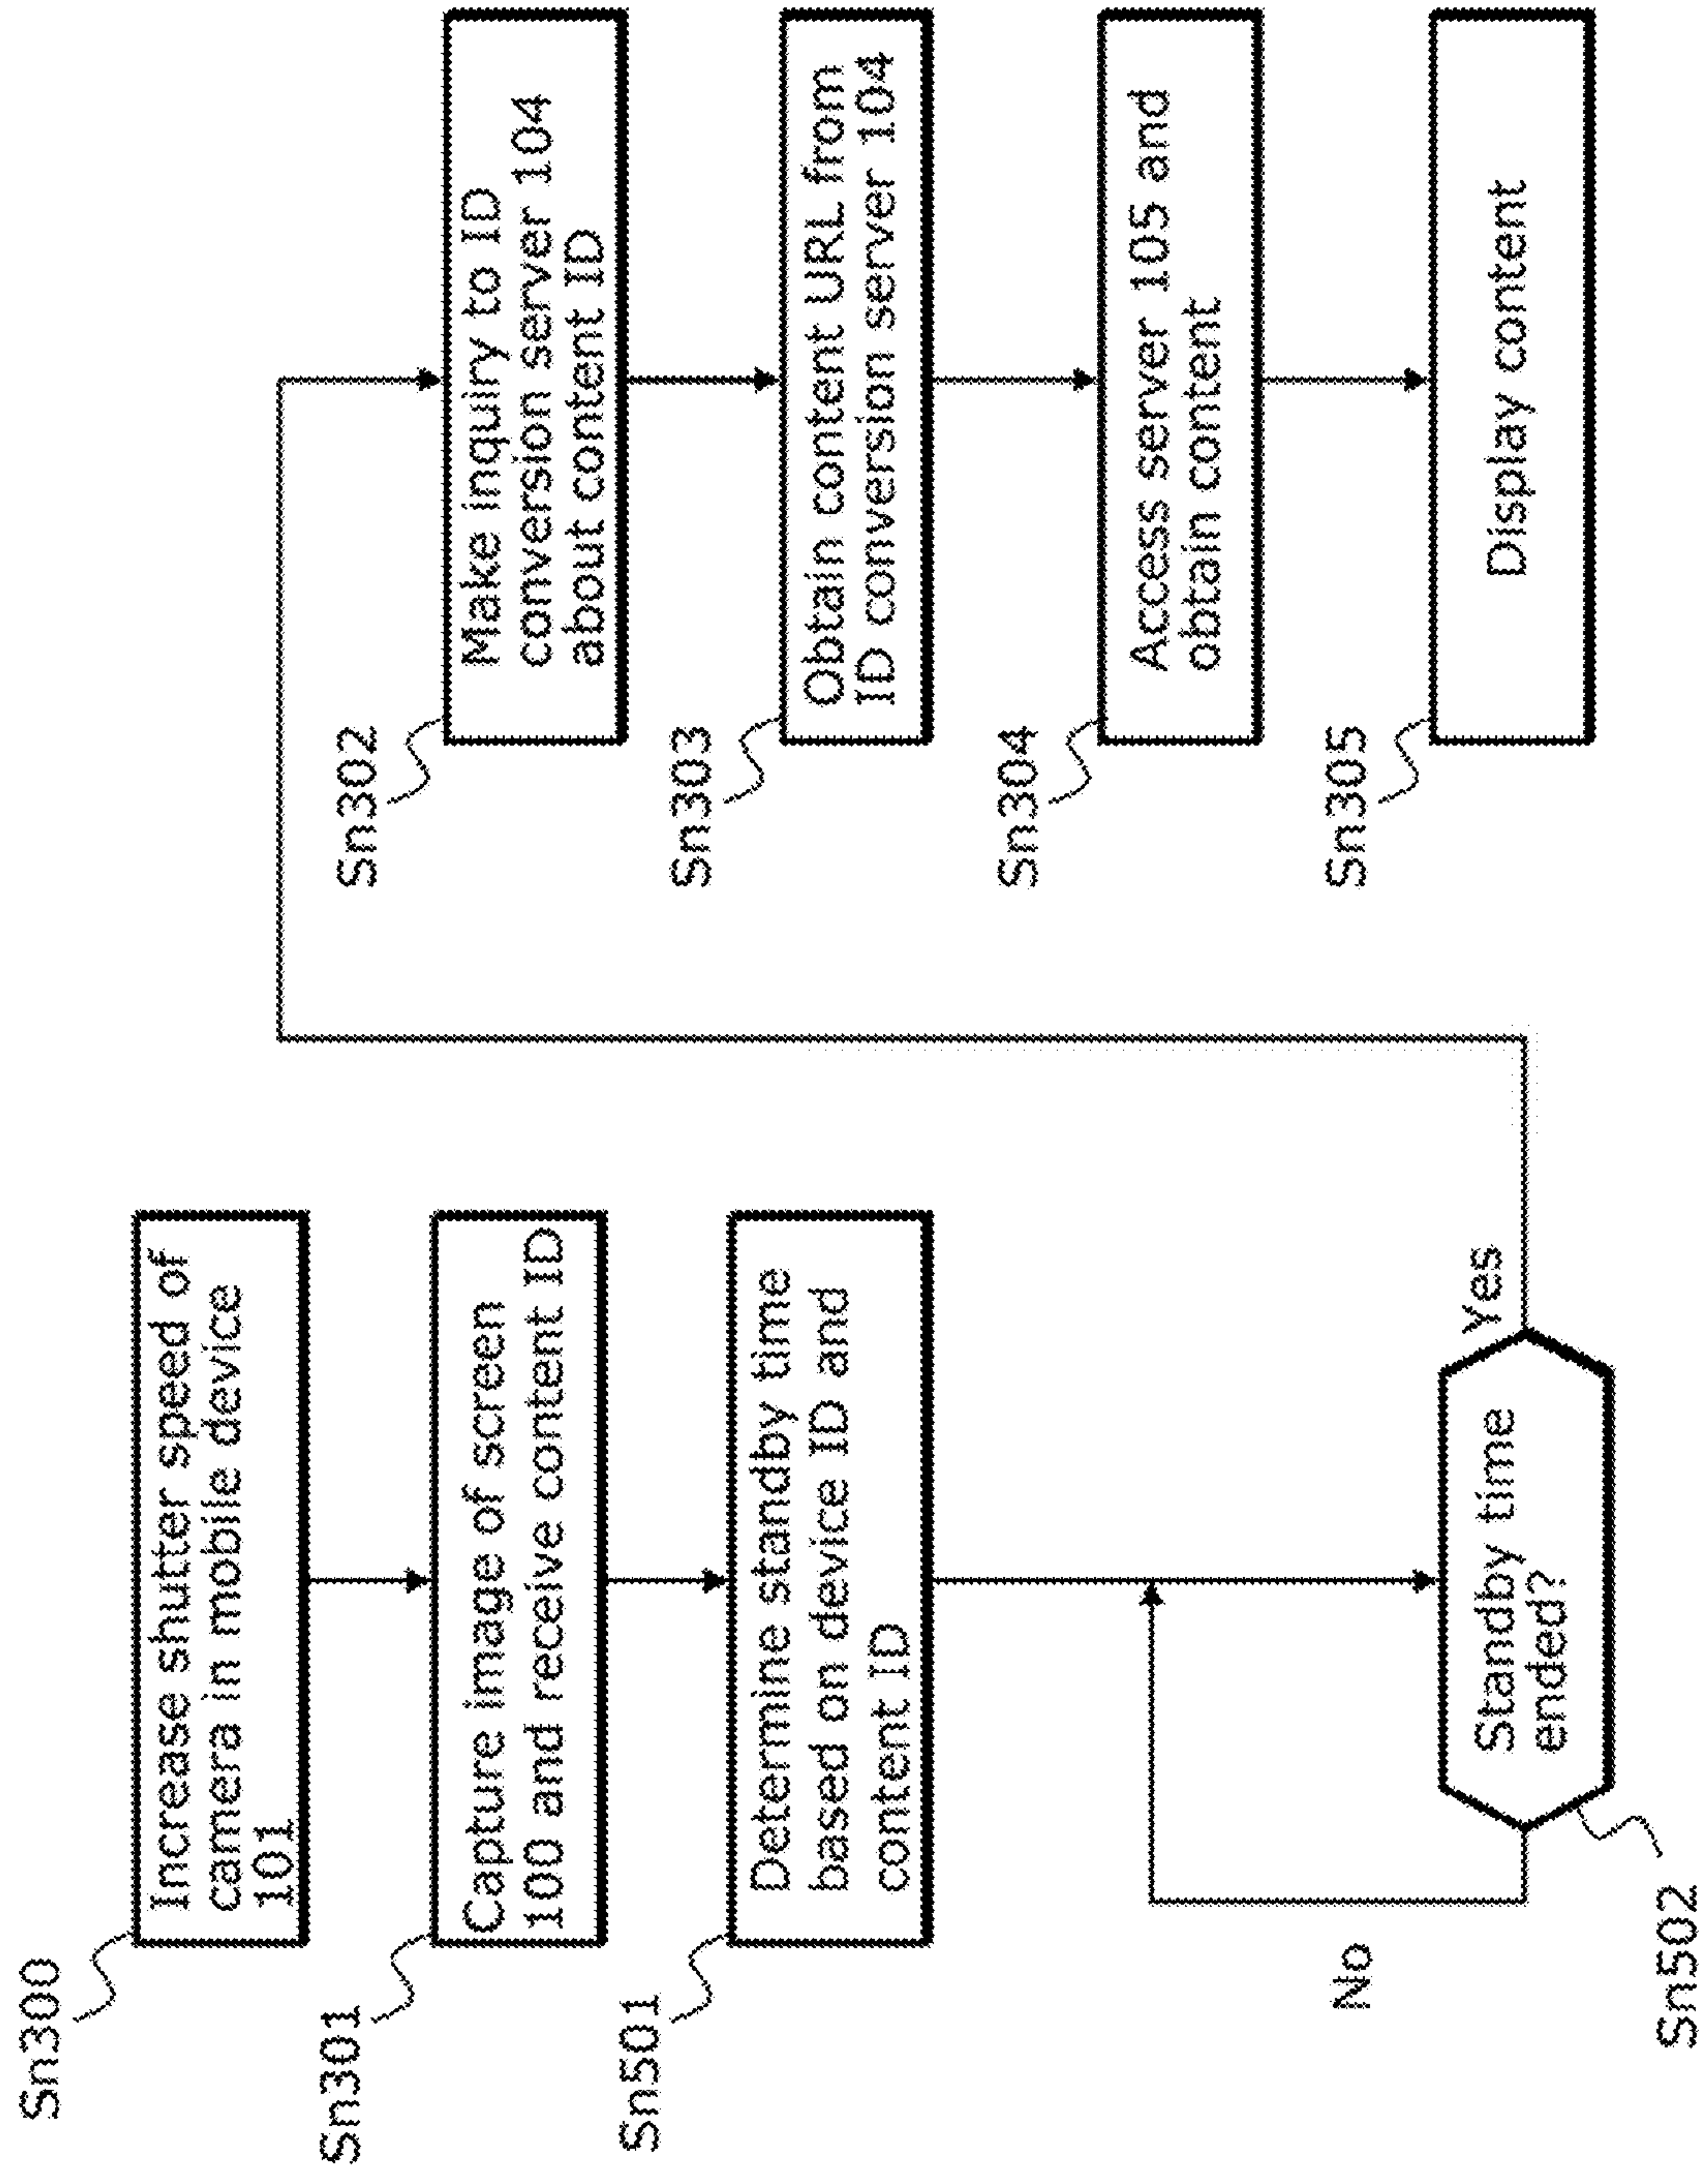 Sn300
Increase shutter speed of
camera in mobile device
101
Sn301
Capture image of screen
100 and receive content ID
Sn501
Determine standby time
based on device ID and
content ID
No
Standby time
ended?
Yes
Sn502
Sn302
Make inquiry to ID
conversion server 104
about content ID
Sn303
Obtain content URL from
ID conversion server 104
Sn304
Access server 105 and
obtain content
Sn305
Display content